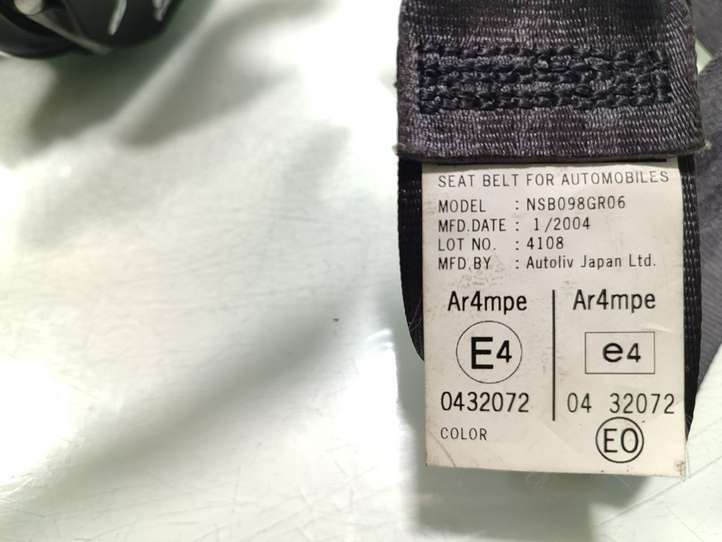 SEAT BELT FOR AUTOMOBILES
MODEL : NSB098GR06
MFD.DATE : 1/2004
LOT NO. : 4108
MFD.BY : Autoliv Japan Ltd.
Ar4mpe Ar4mpe
E4 e4
0432072 04 32072
COLOR EO